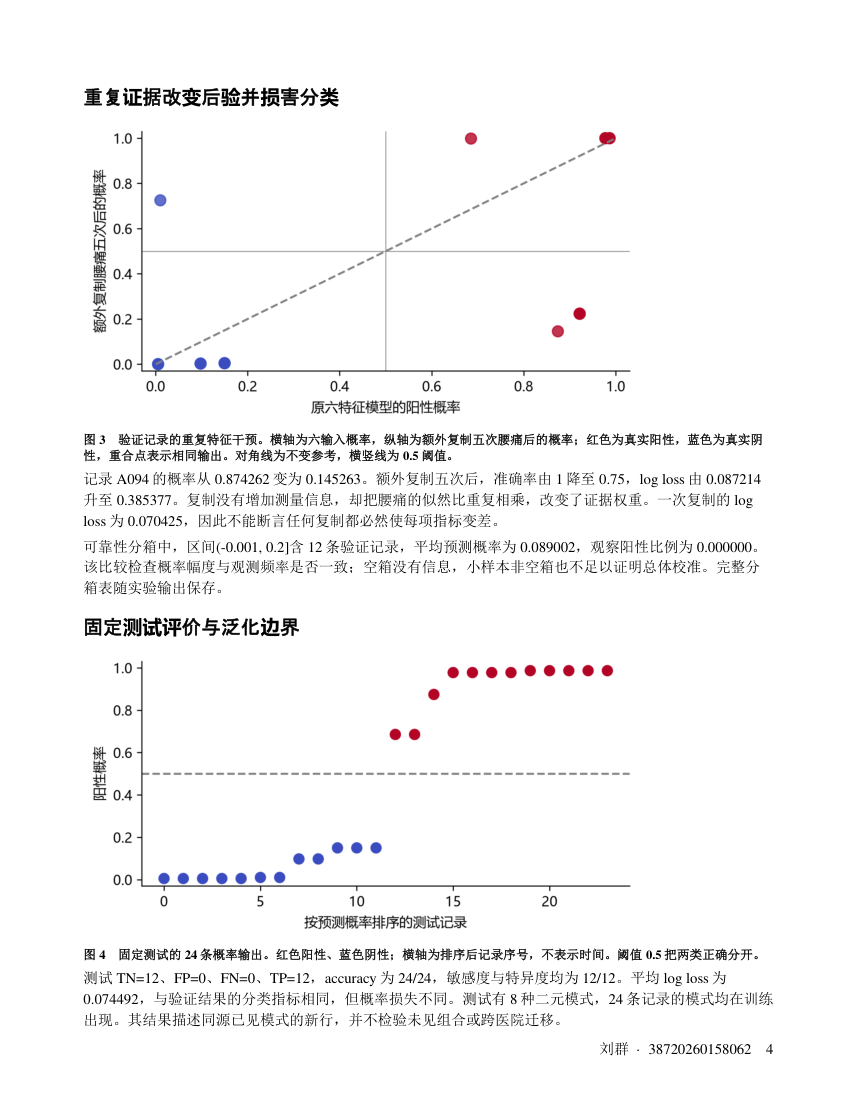 重复证据改变后验并损害分类
1.0
0.8
0.6
0.4
0.2
0.0
额外复制腰痛五次后的概率
0.0 0.2 0.4 0.6 0.8 1.0
原六特征模型的阳性概率
图 3 验证记录的重复特征干预。横轴为六输入概率，纵轴为额外复制五次腰痛后的概率；红色为真实阳性，蓝色为真实阴
性，重合点表示相同输出。对角线为不变参考，横竖线为 0.5 阈值。
记录 A094 的概率从 0.874262 变为 0.145263。额外复制五次后，准确率由 1 降至 0.75，log loss 由 0.087214
升至 0.385377。复制没有增加测量信息，却把腰痛的似然比重复相乘，改变了证据权重。一次复制的 log
loss 为 0.070425，因此不能断言任何复制都必然使每项指标变差。
可靠性分箱中，区间(-0.001, 0.2]含 12 条验证记录，平均预测概率为 0.089002，观察阳性比例为 0.000000。
该比较检查概率幅度与观测频率是否一致；空箱没有信息，小样本非空箱也不足以证明总体校准。完整分
箱表随实验输出保存。
固定测试评价与泛化边界
1.0
0.8
0.6
0.4
0.2
0.0
阳性概率
0 5 10 15 20
按预测概率排序的测试记录
图 4 固定测试的 24 条概率输出。红色阳性、蓝色阴性；横轴为排序后记录序号，不表示时间。阈值 0.5 把两类正确分开。
测试 TN=12、FP=0、FN=0、TP=12，accuracy 为 24/24，敏感度与特异度均为 12/12。平均 log loss 为
0.074492，与验证结果的分类指标相同，但概率损失不同。测试有 8 种二元模式，24 条记录的模式均在训练
出现。其结果描述同源已见模式的新行，并不检验未见组合或跨医院迁移。
刘群 · 38720260158062 4